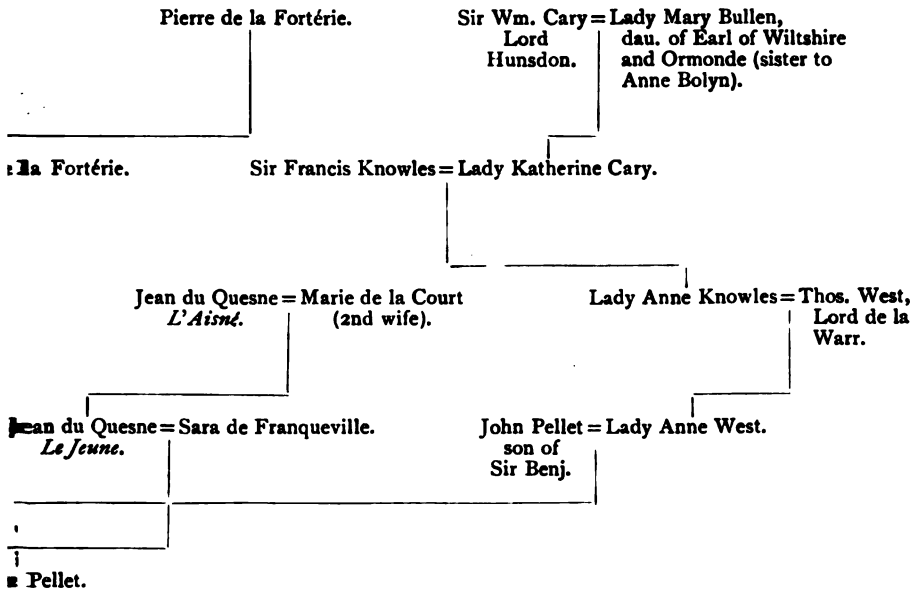 Pierre de la Fortérie.
Sir Wm. Cary = Lady Mary Bullen,
Lord
Hunsdon.
dau. of Earl of Wiltshire
and Ormonde (sister to
Anne Bolyn).
la Fortérie.
Sir Francis Knowles = Lady Katherine Cary.
Jean du Quesne = Marie de la Court
L'Aisné.
(2nd wife).
Lady Anne Knowles = Thos. West,
Lord de la
Warr.
Jean du Quesne = Sara de Franqueville.
Le Jeune.
John Pellet = Lady Anne West.
son of
Sir Benj.
Pellet.